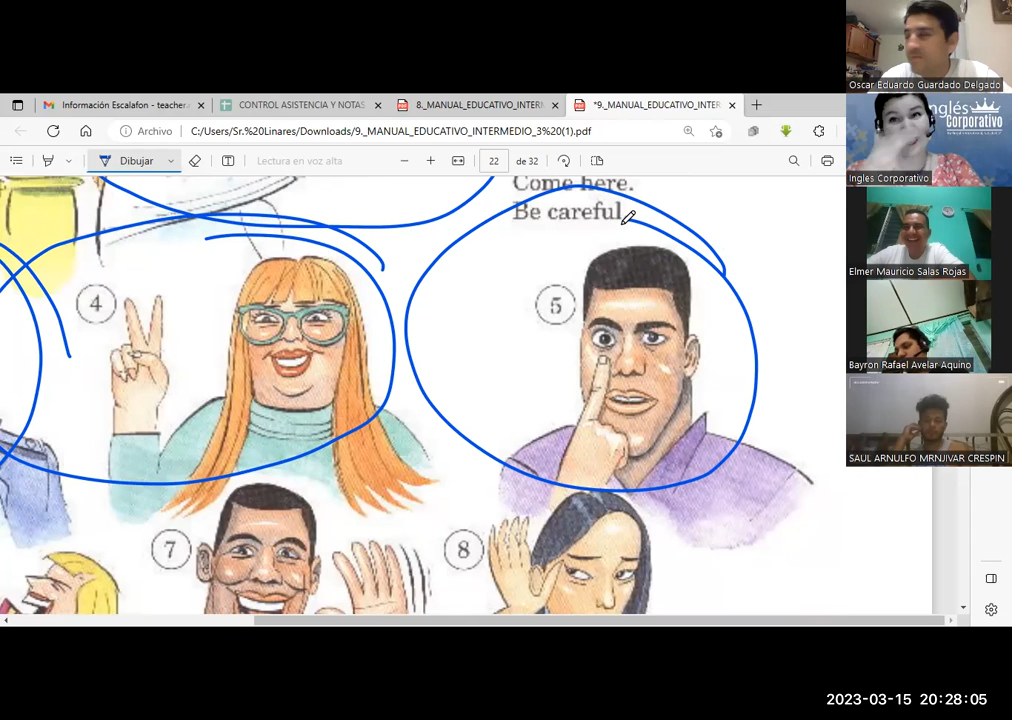 Información Escalafon - teacher.
CONTROL ASISTENCIA Y NOTAS
8._MANUAL_EDUCATIVO_INTERM
*9._MANUAL_EDUCATIVO_INTER
Archivo
C:/Users/Sr.%20Linares/Downloads/9._MANUAL_EDUCATIVO_INTERMEDIO_3%20(1).pdf
Dibujar
Lectura en voz alta
22
de 32
Come here.
Be careful.
4
5
7
8
Oscar Eduardo Guardado Delgado
Inglés
Corporativo
Ingles Corporativo
Elmer Mauricio Salas Rojas
Bayron Rafael Avelar Aquino
SAUL ARNULFO MRNJIVAR CRESPIN
2023-03-15 20:28:05